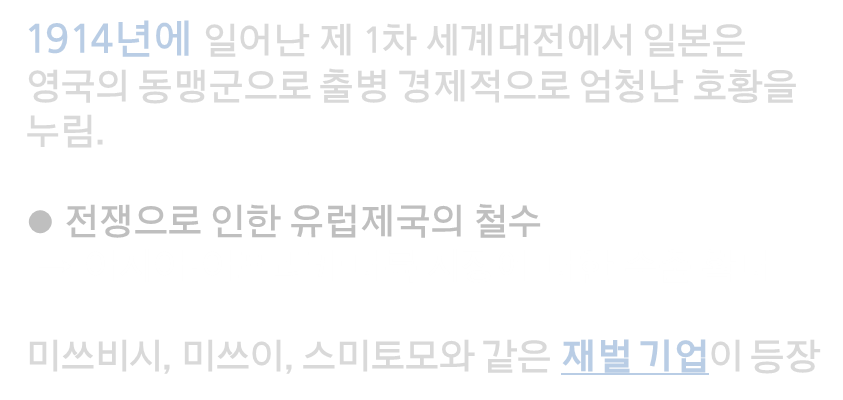 1914년에 일어난 제 1차 세계대전에서 일본은
영국의 동맹군으로 출병 경제적으로 엄청난 호황을
누림.
● 전쟁으로 인한 유럽제국의 철수
미쓰비시, 미쓰이, 스미토모와 같은 재벌 기업이 등장